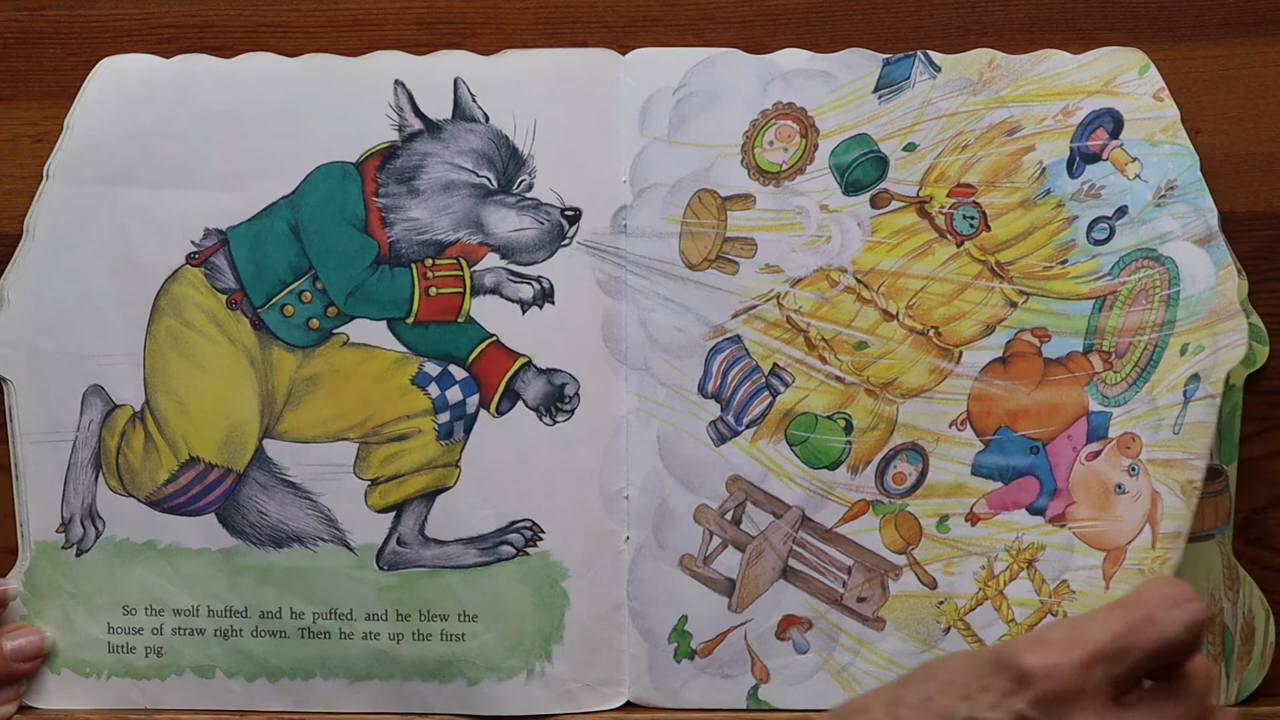 So the wolf huffed, and he puffed, and he blew the
house of straw right down. Then he ate up the first
little pig.